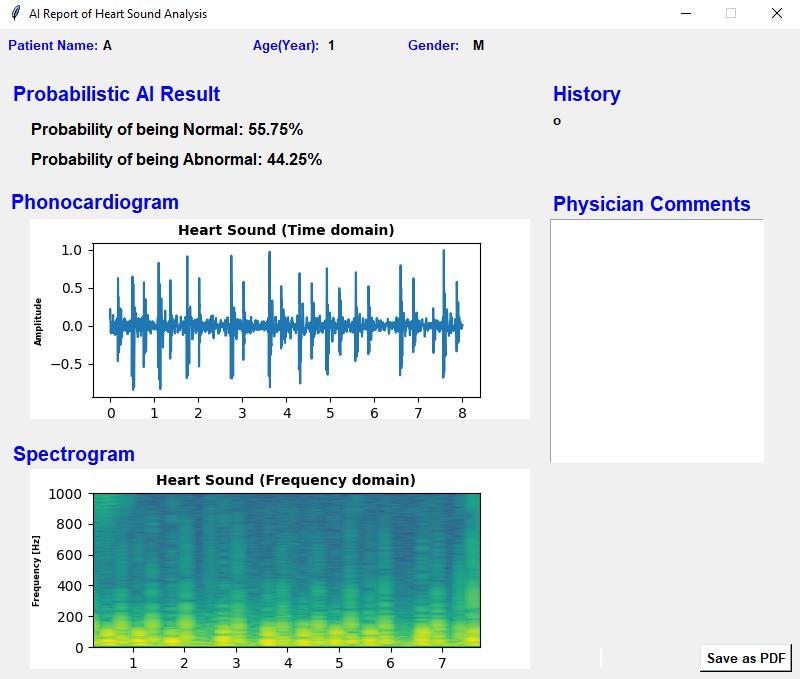 AI Report of Heart Sound Analysis
Patient Name: A Age(Year): 1 Gender: M
Probabilistic AI Result
Probability of being Normal: 55.75%
Probability of being Abnormal: 44.25%
History
o
Phonocardiogram
Heart Sound (Time domain)
Amplitude
1.0
0.5
0.0
−0.5
0 1 2 3 4 5 6 7 8
Physician Comments
Spectrogram
Heart Sound (Frequency domain)
Frequency [Hz]
1000
800
600
400
200
0
1 2 3 4 5 6 7
Save as PDF